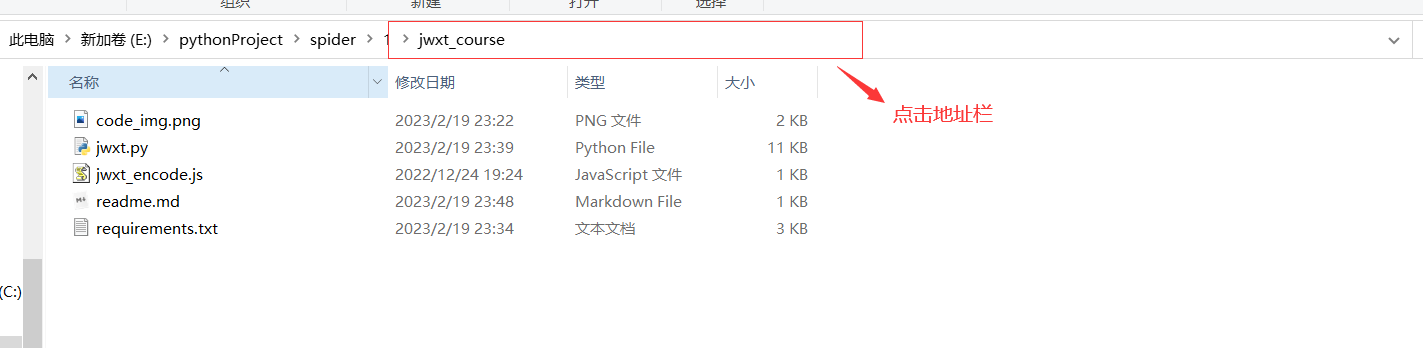 组织 新建 打开 选择
此电脑 新加卷 (E:) pythonProject spider jwxt_course
点击地址栏
名称 修改日期 类型 大小
code_img.png 2023/2/19 23:22 PNG 文件 2 KB
jwxt.py 2023/2/19 23:39 Python File 11 KB
jwxt_encode.js 2022/12/24 19:24 JavaScript 文件 1 KB
readme.md 2023/2/19 23:48 Markdown File 1 KB
requirements.txt 2023/2/19 23:34 文本文档 3 KB
(C:)